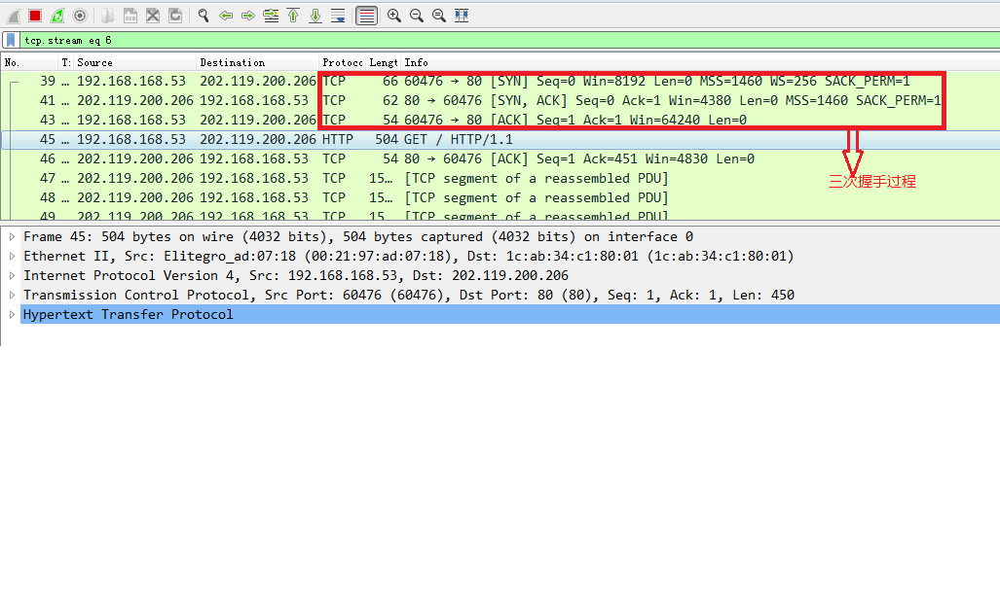 tcp.stream eq 6
No. T: Source Destination Protocc Lengt Info
39 … 192.168.168.53 202.119.200.206 TCP 66 60476 → 80 [SYN] Seq=0 Win=8192 Len=0 MSS=1460 WS=256 SACK_PERM=1
41 … 202.119.200.206 192.168.168.53 TCP 62 80 → 60476 [SYN, ACK] Seq=0 Ack=1 Win=4380 Len=0 MSS=1460 SACK_PERM=1
43 … 192.168.168.53 202.119.200.206 TCP 54 60476 → 80 [ACK] Seq=1 Ack=1 Win=64240 Len=0
45 … 192.168.168.53 202.119.200.206 HTTP 504 GET / HTTP/1.1
46 … 202.119.200.206 192.168.168.53 TCP 54 80 → 60476 [ACK] Seq=1 Ack=451 Win=4830 Len=0
47 … 202.119.200.206 192.168.168.53 TCP 15… [TCP segment of a reassembled PDU]
三次握手过程
48 … 202.119.200.206 192.168.168.53 TCP 15… [TCP segment of a reassembled PDU]
49 … 202.119.200.206 192.168.168.53 TCP 15… [TCP segment of a reassembled PDU]
Frame 45: 504 bytes on wire (4032 bits), 504 bytes captured (4032 bits) on interface 0
Ethernet II, Src: Elitegro_ad:07:18 (00:21:97:ad:07:18), Dst: 1c:ab:34:c1:80:01 (1c:ab:34:c1:80:01)
Internet Protocol Version 4, Src: 192.168.168.53, Dst: 202.119.200.206
Transmission Control Protocol, Src Port: 60476 (60476), Dst Port: 80 (80), Seq: 1, Ack: 1, Len: 450
Hypertext Transfer Protocol